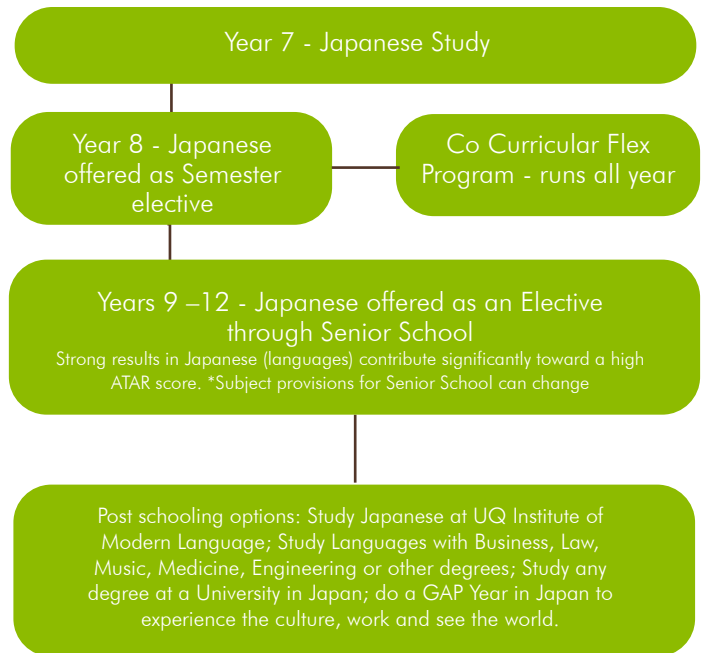 Year 7 - Japanese Study
Year 8 - Japanese
offered as Semester
elective
Co Curricular Flex
Program - runs all year
Years 9 –12 - Japanese offered as an Elective
through Senior School
Strong results in Japanese (languages) contribute significantly toward a high
ATAR score. *Subject provisions for Senior School can change
Post schooling options: Study Japanese at UQ Institute of
Modern Language; Study Languages with Business, Law,
Music, Medicine, Engineering or other degrees; Study any
degree at a University in Japan; do a GAP Year in Japan to
experience the culture, work and see the world.